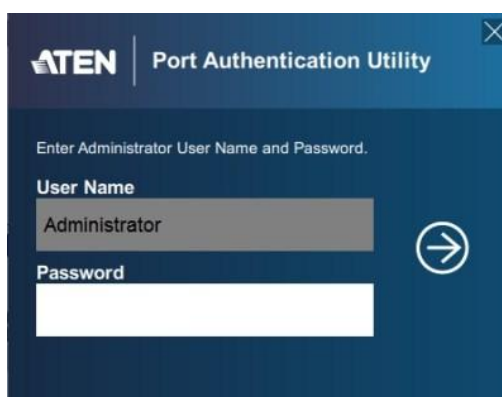 ATEN
Port Authentication Utility
Enter Administrator User Name and Password.
User Name
Administrator
Password